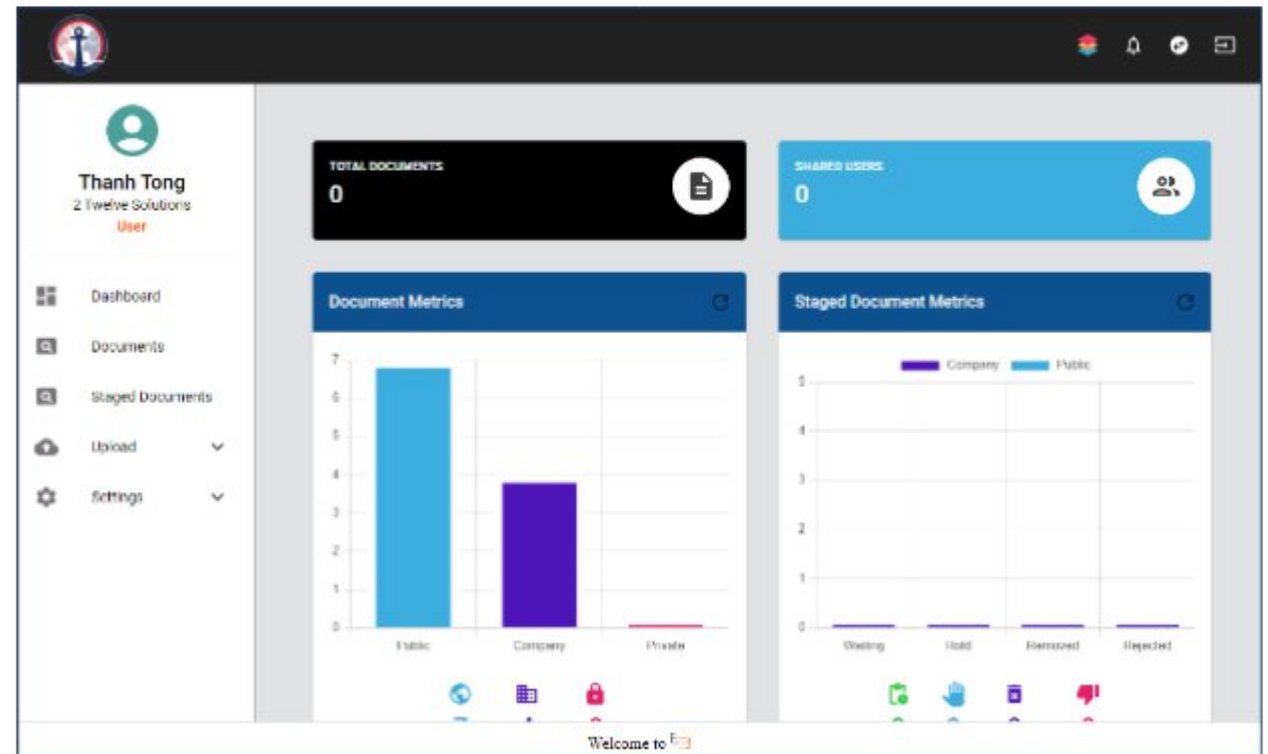 Thanh Tong
2 Twelve Solutions
User
Dashboard
Documents
Staged Documents
Upload
Settings
TOTAL DOCUMENTS
0
SHARED USERS
0
Document Metrics
7
6
5
4
3
2
1
0
Public Company Private
Staged Document Metrics
Company Public
5
4
3
2
1
0
Waiting Hold Removed Rejected
Welcome to